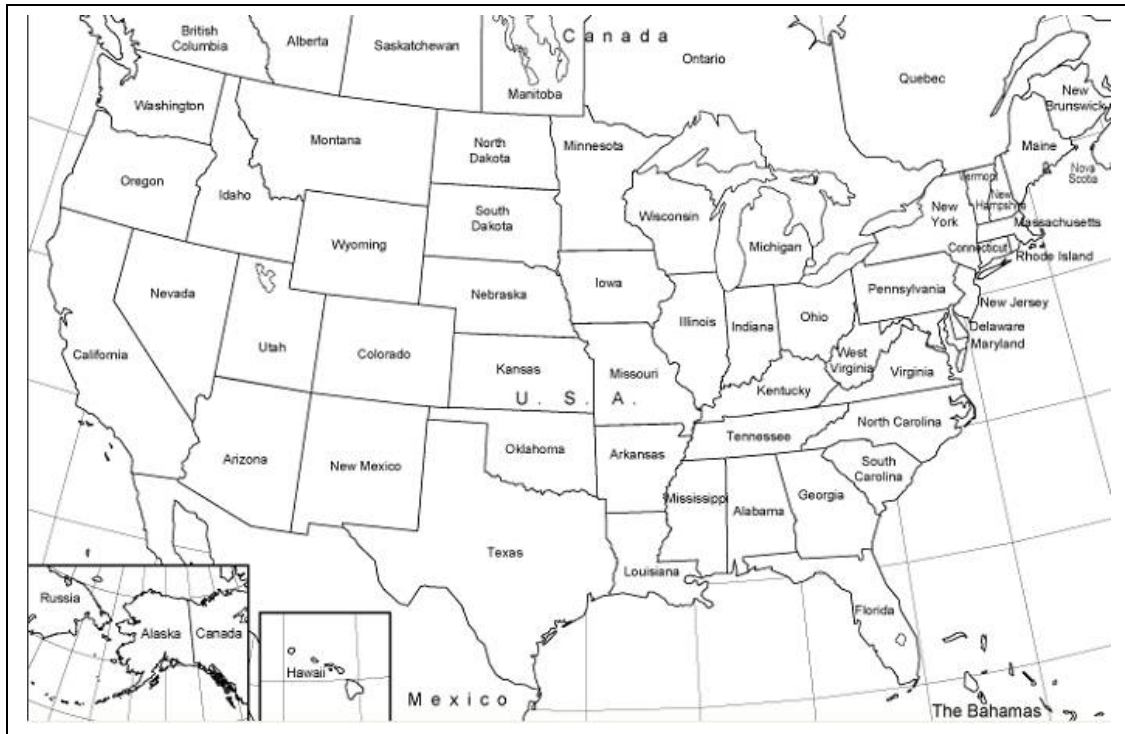 British
Columbia
Alberta
Saskatchewan
Manitoba
Canada
Ontario
Quebec
New
Brunswick
Nova
Scotia
Washington
Montana
North
Dakota
Minnesota
Maine
Vermont
New
Hampshire
Oregon
Idaho
South
Dakota
Wisconsin
New
York
Massachusetts
Wyoming
Michigan
Connecticut
Rhode Island
Nevada
Nebraska
Iowa
Pennsylvania
New Jersey
California
Utah
Colorado
Kansas
Missouri
Illinois
Indiana
Ohio
Delaware
Maryland
West
Virginia
Virginia
Kentucky
U. S. A.
Arizona
New Mexico
Oklahoma
Arkansas
Tennessee
North Carolina
South
Carolina
Mississippi
Alabama
Georgia
Texas
Louisiana
Florida
Russia
Alaska
Canada
Hawaii
Mexico
The Bahamas